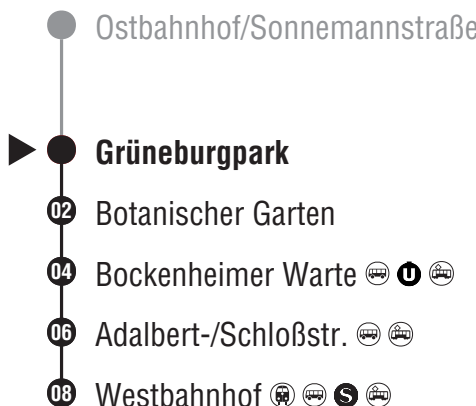 Ostbahnhof/Sonnemannstraße
Grüneburgpark
02 Botanischer Garten
04 Bockenheimer Warte U
06 Adalbert-/Schloßstr.
08 Westbahnhof S